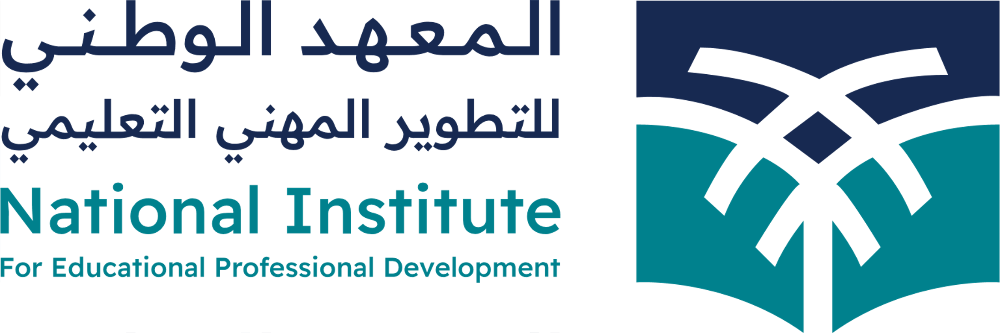 المعهد الوطني
للتطوير المهني التعليمي
National Institute
For Educational Professional Development